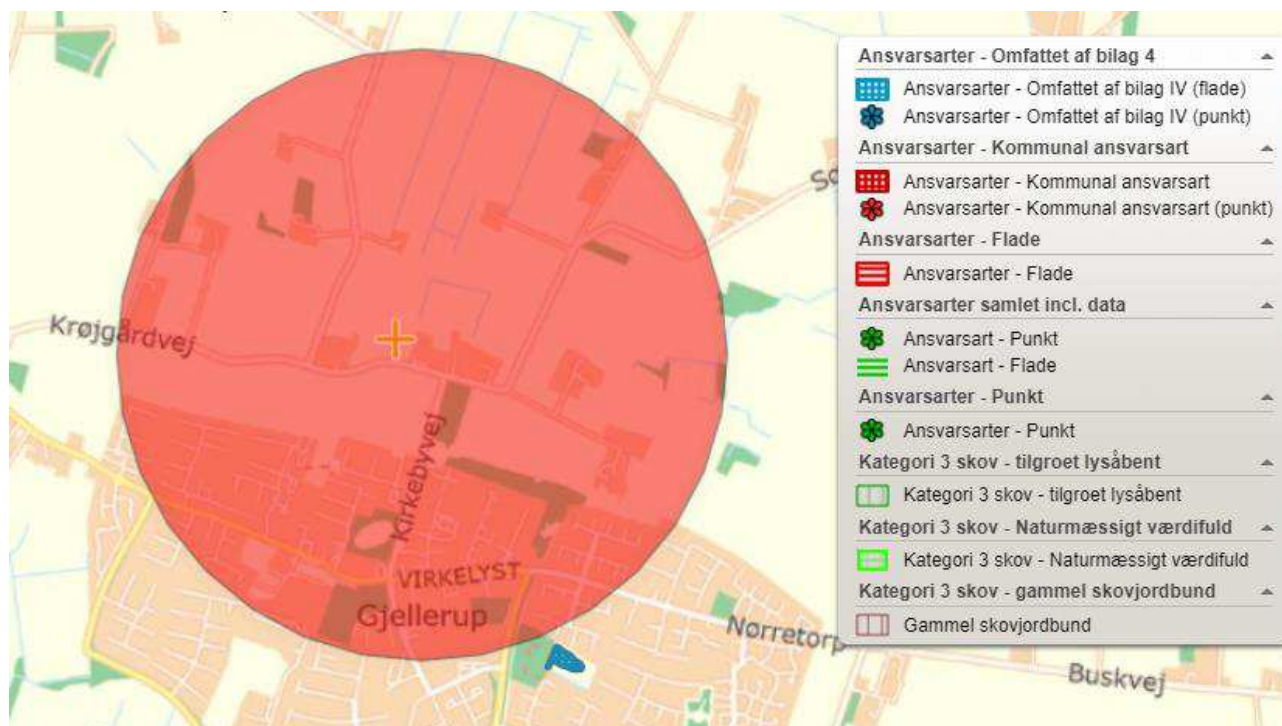 Krøjgårdvej
Kirkebyvej
VIRKELYST
Gjellerup
Nørretorp
Buskvej
Ansvarsarter - Omfattet af bilag 4
Ansvarsarter - Omfattet af bilag IV (flade)
Ansvarsarter - Omfattet af bilag IV (punkt)
Ansvarsarter - Kommunal ansvarsart
Ansvarsarter - Kommunal ansvarsart
Ansvarsarter - Kommunal ansvarsart (punkt)
Ansvarsarter - Flade
Ansvarsarter - Flade
Ansvarsarter samlet incl. data
Ansvarsart - Punkt
Ansvarsart - Flade
Ansvarsarter - Punkt
Ansvarsarter - Punkt
Kategori 3 skov - tilgroet lysåbent
Kategori 3 skov - tilgroet lysåbent
Kategori 3 skov - Naturmæssigt værdifuld
Kategori 3 skov - Naturmæssigt værdifuld
Kategori 3 skov - gammel skovjordbund
Gammel skovjordbund